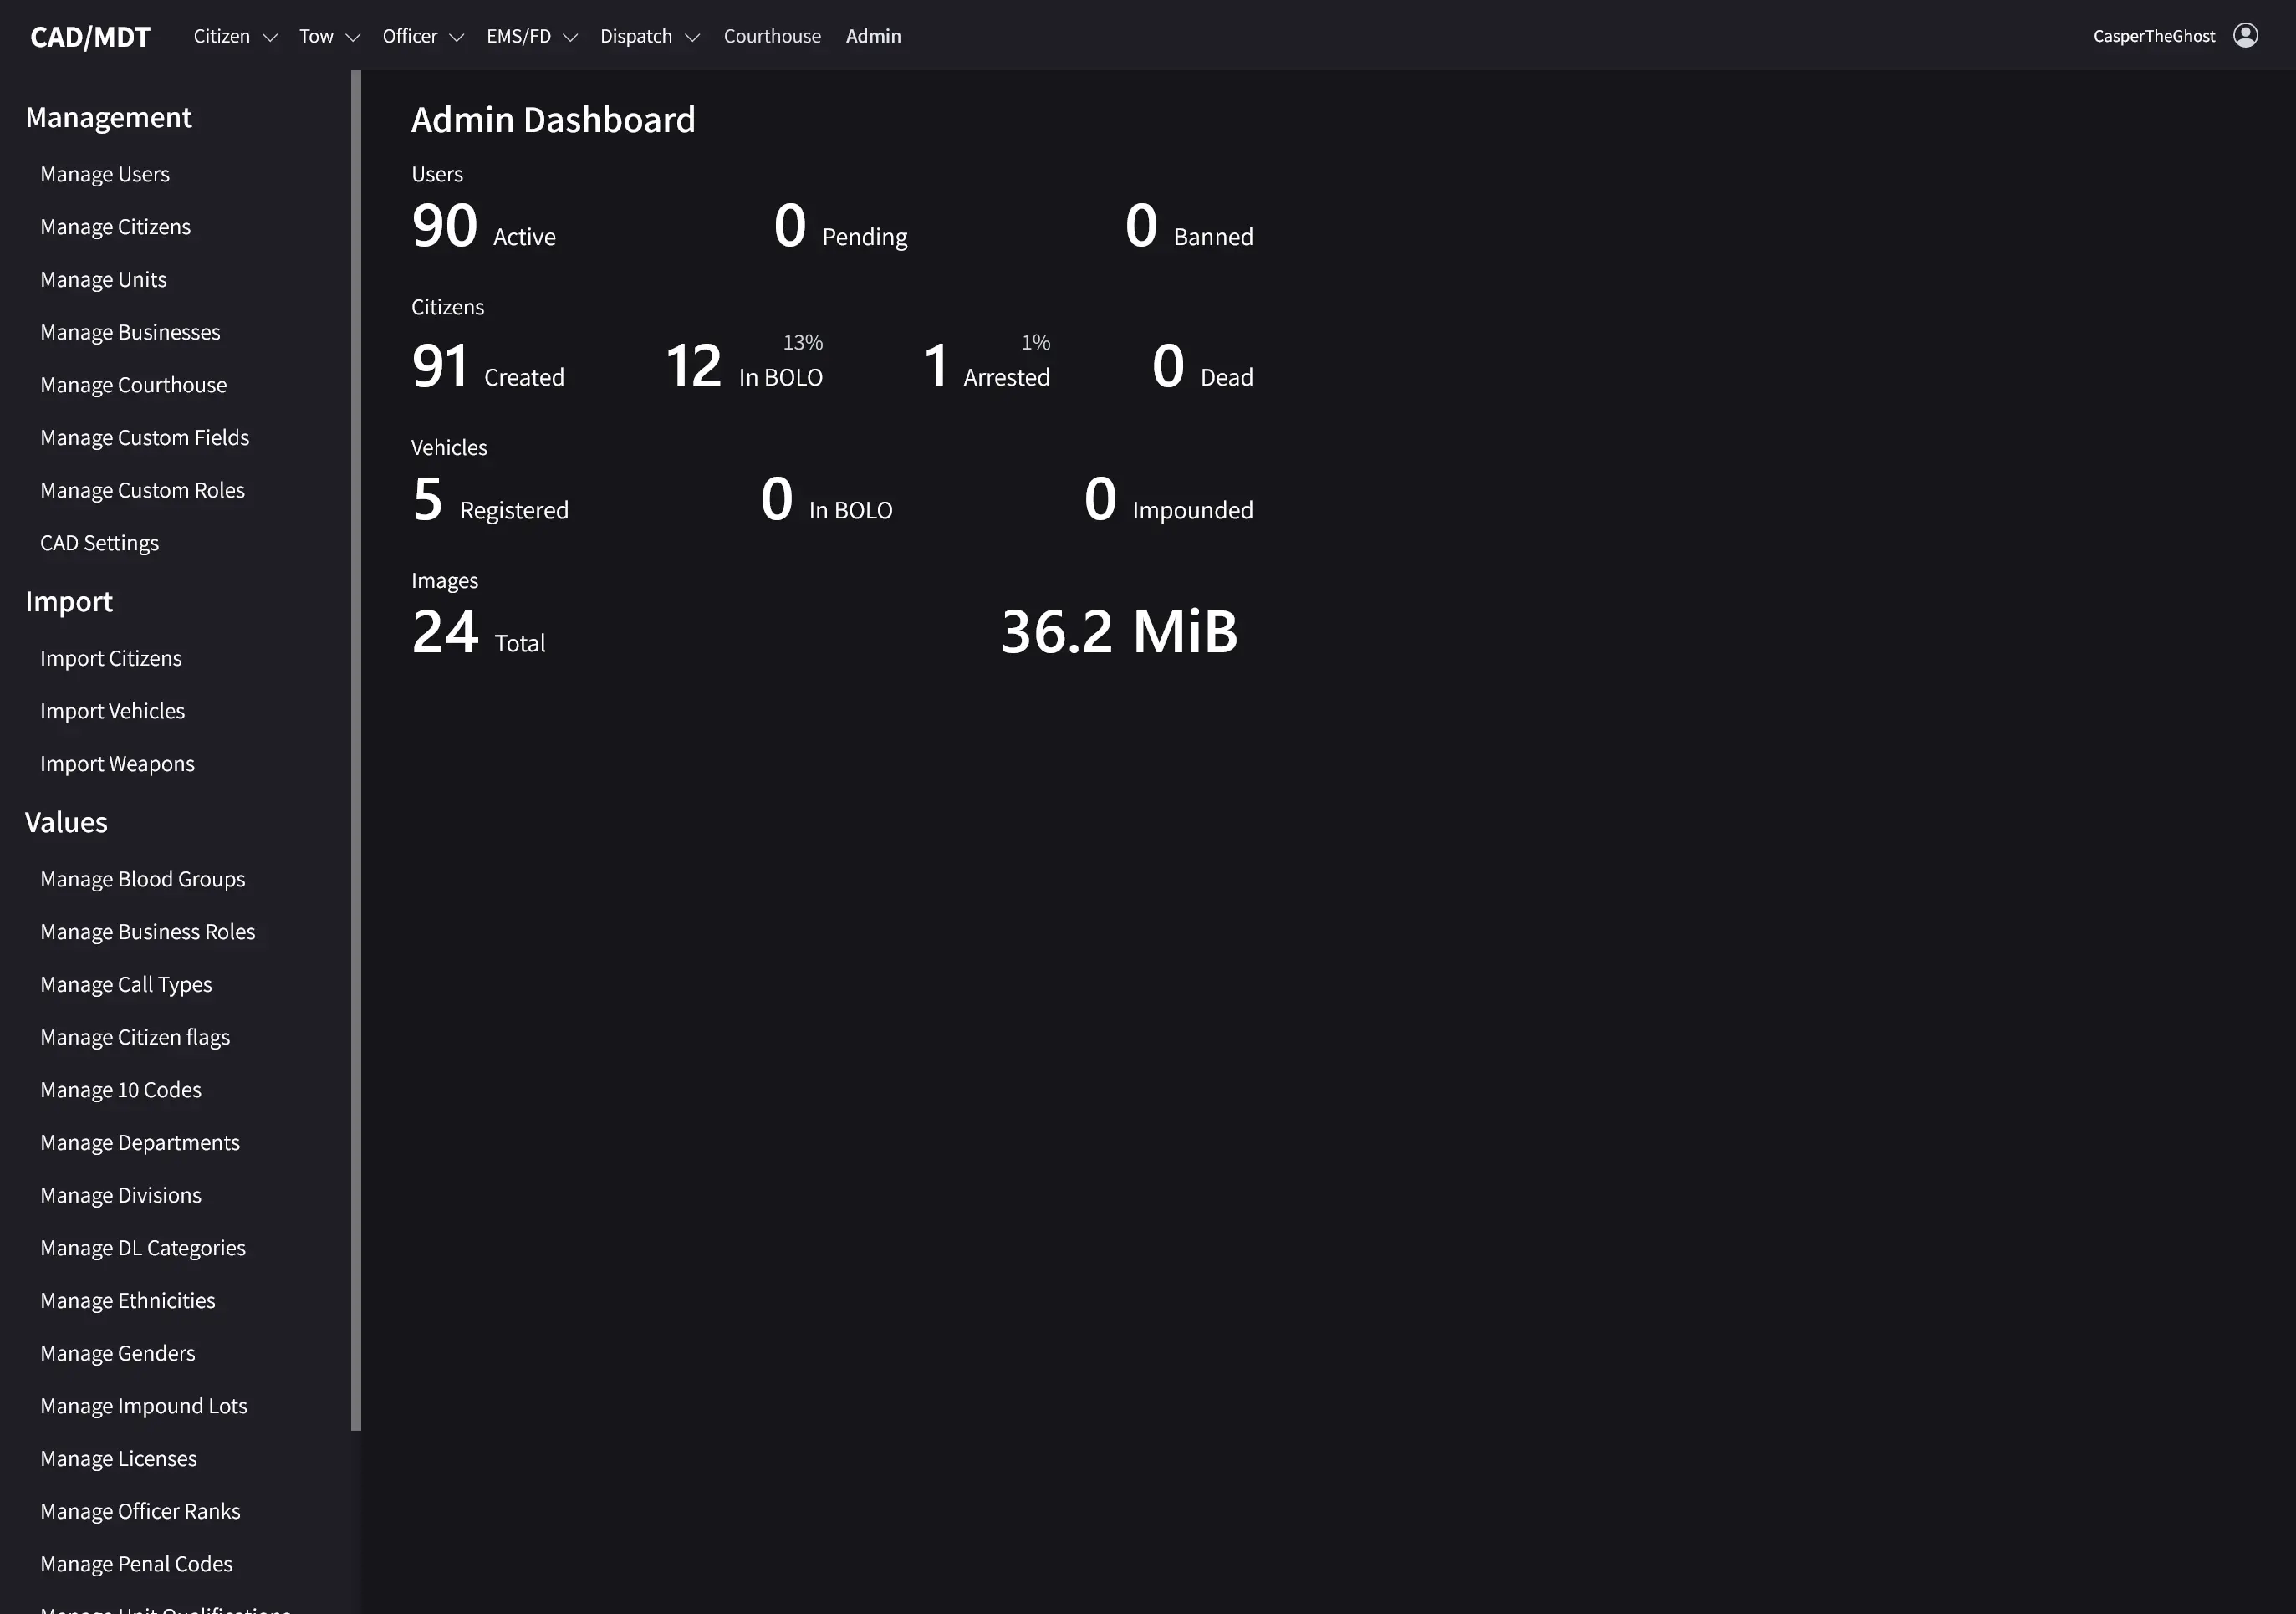 CAD/MDT Citizen Tow Officer EMS/FD Dispatch Courthouse Admin CasperTheGhost
Management
Manage Users
Manage Citizens
Manage Units
Manage Businesses
Manage Courthouse
Manage Custom Fields
Manage Custom Roles
CAD Settings
Import
Import Citizens
Import Vehicles
Import Weapons
Values
Manage Blood Groups
Manage Business Roles
Manage Call Types
Manage Citizen flags
Manage 10 Codes
Manage Departments
Manage Divisions
Manage DL Categories
Manage Ethnicities
Manage Genders
Manage Impound Lots
Manage Licenses
Manage Officer Ranks
Manage Penal Codes
Manage Unit Qualifications
Admin Dashboard
Users
90 Active 0 Pending 0 Banned
Citizens
13% 1%
91 Created 12 In BOLO 1 Arrested 0 Dead
Vehicles
5 Registered 0 In BOLO 0 Impounded
Images
24 Total 36.2 MiB